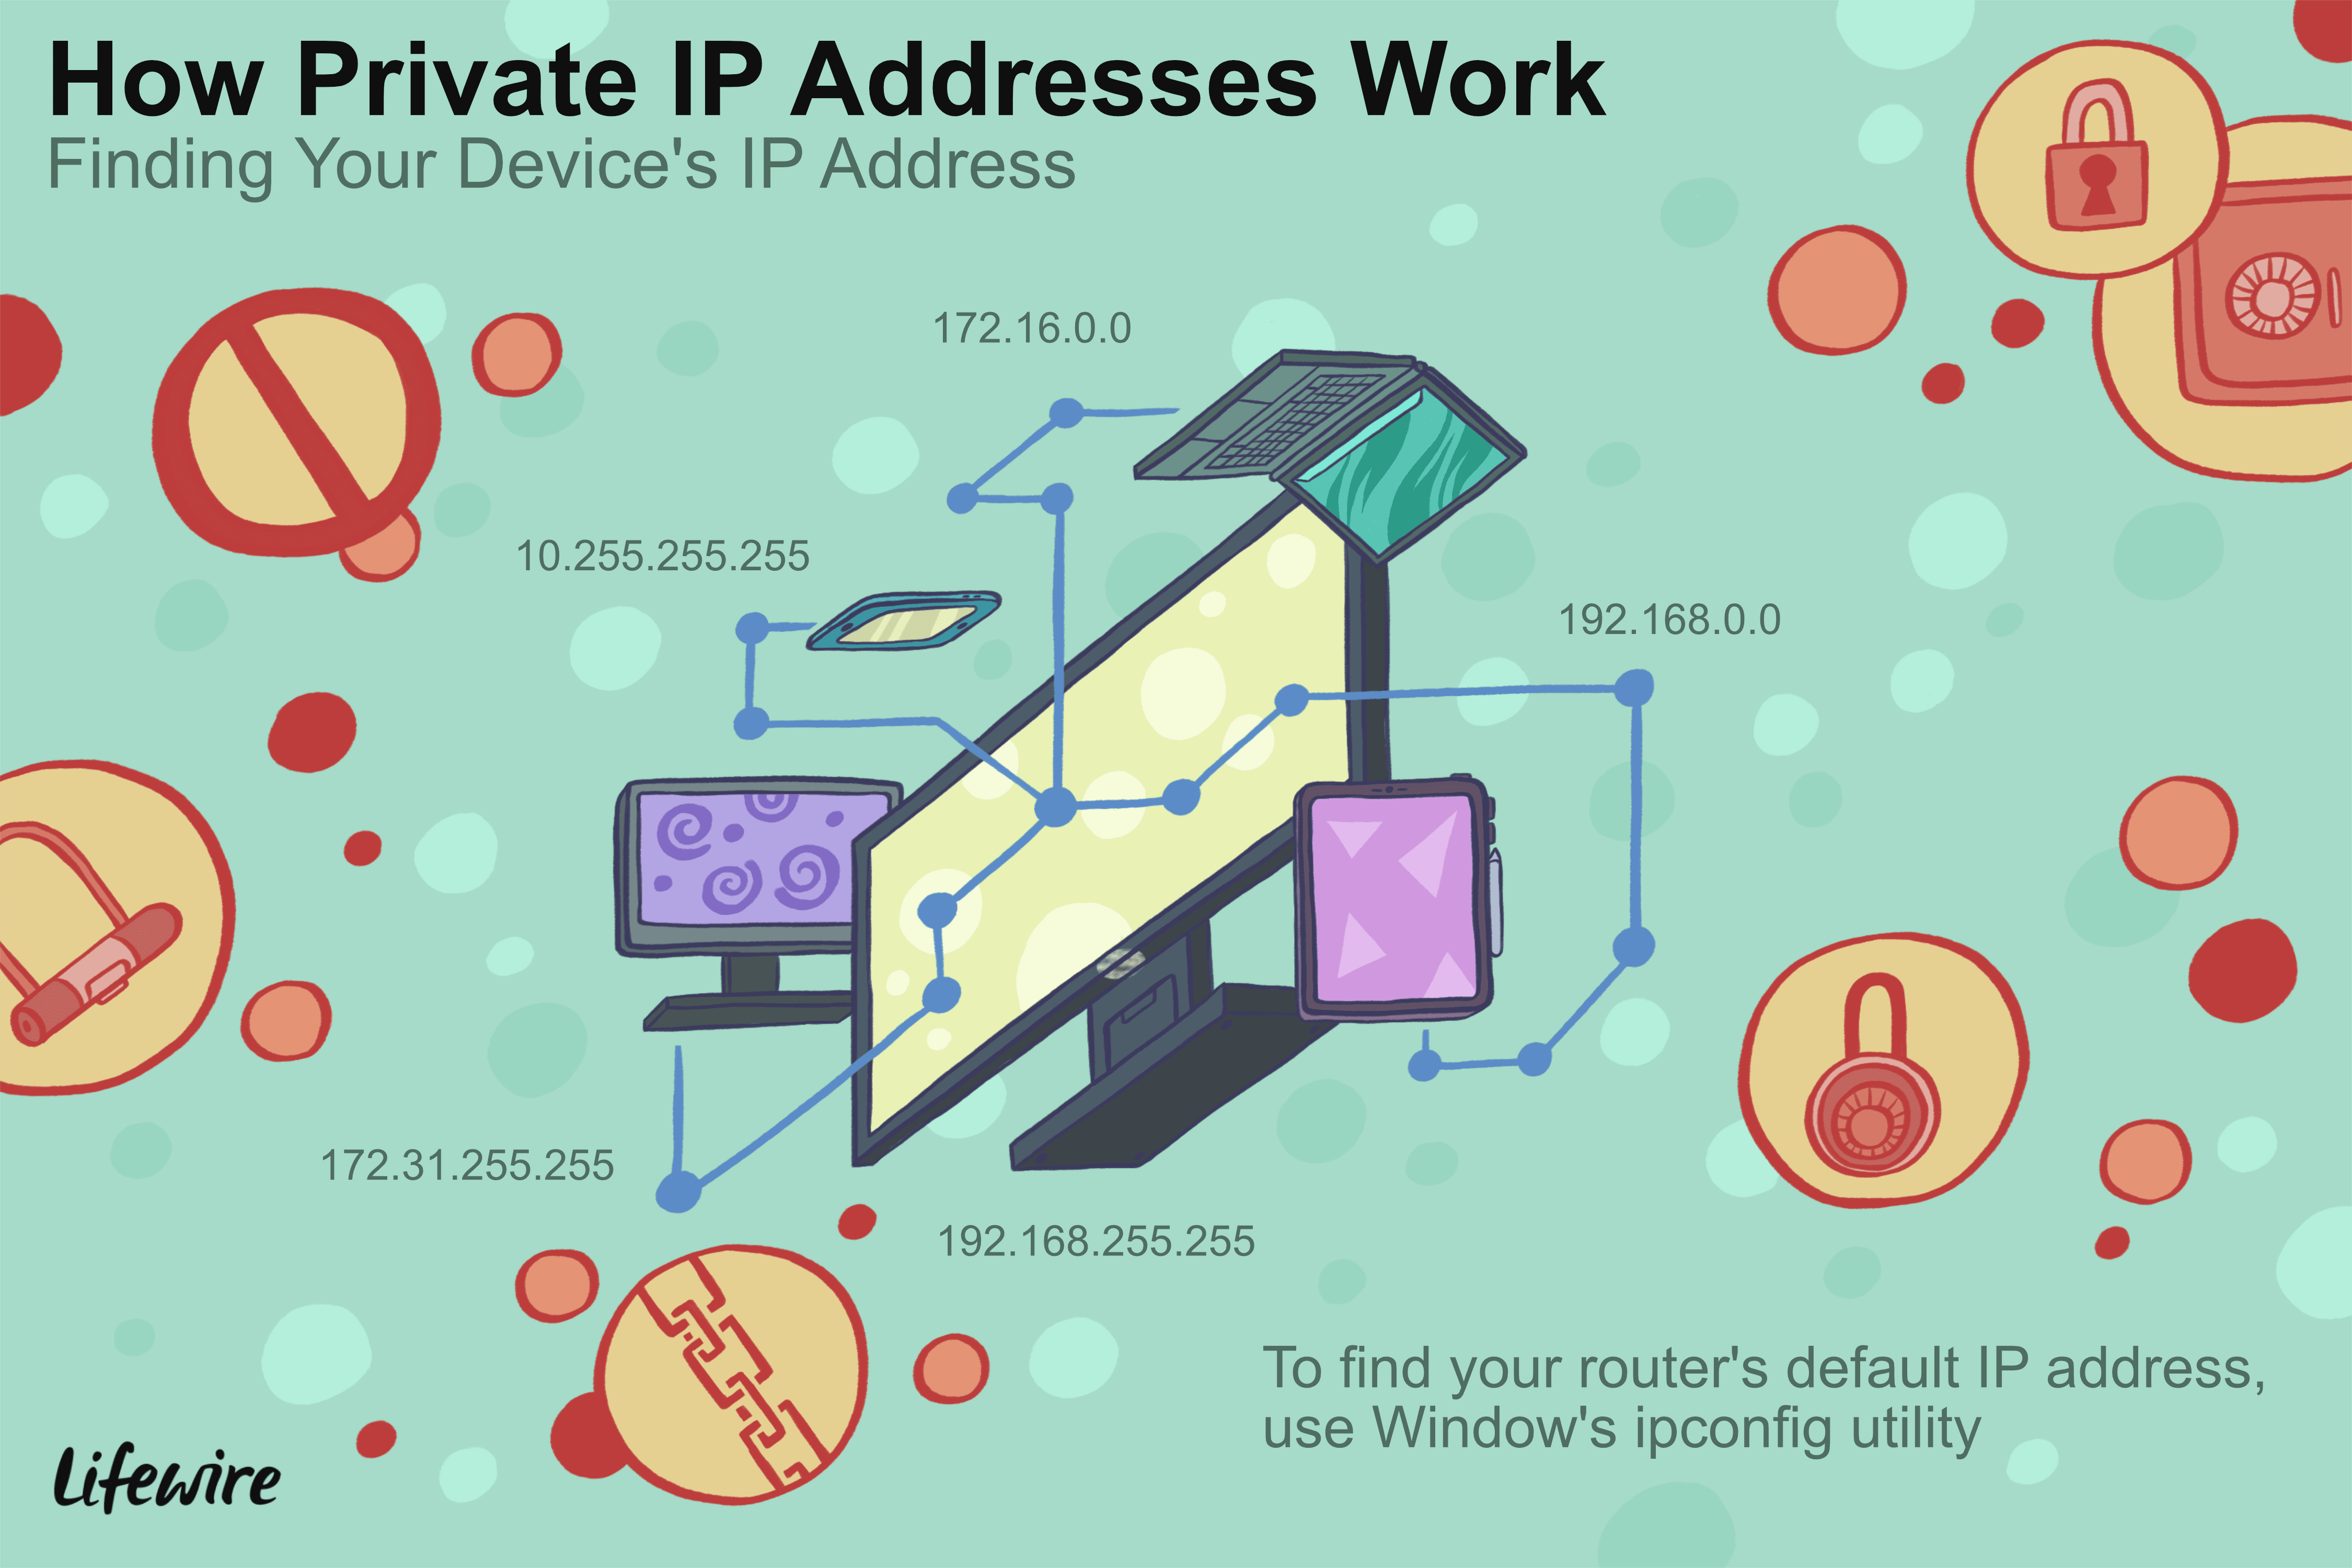 How Private IP Addresses Work
Finding Your Device's IP Address
172.16.0.0
10.255.255.255
192.168.0.0
172.31.255.255
192.168.255.255
To find your router's default IP address,
use Window's ipconfig utility
Lifewire